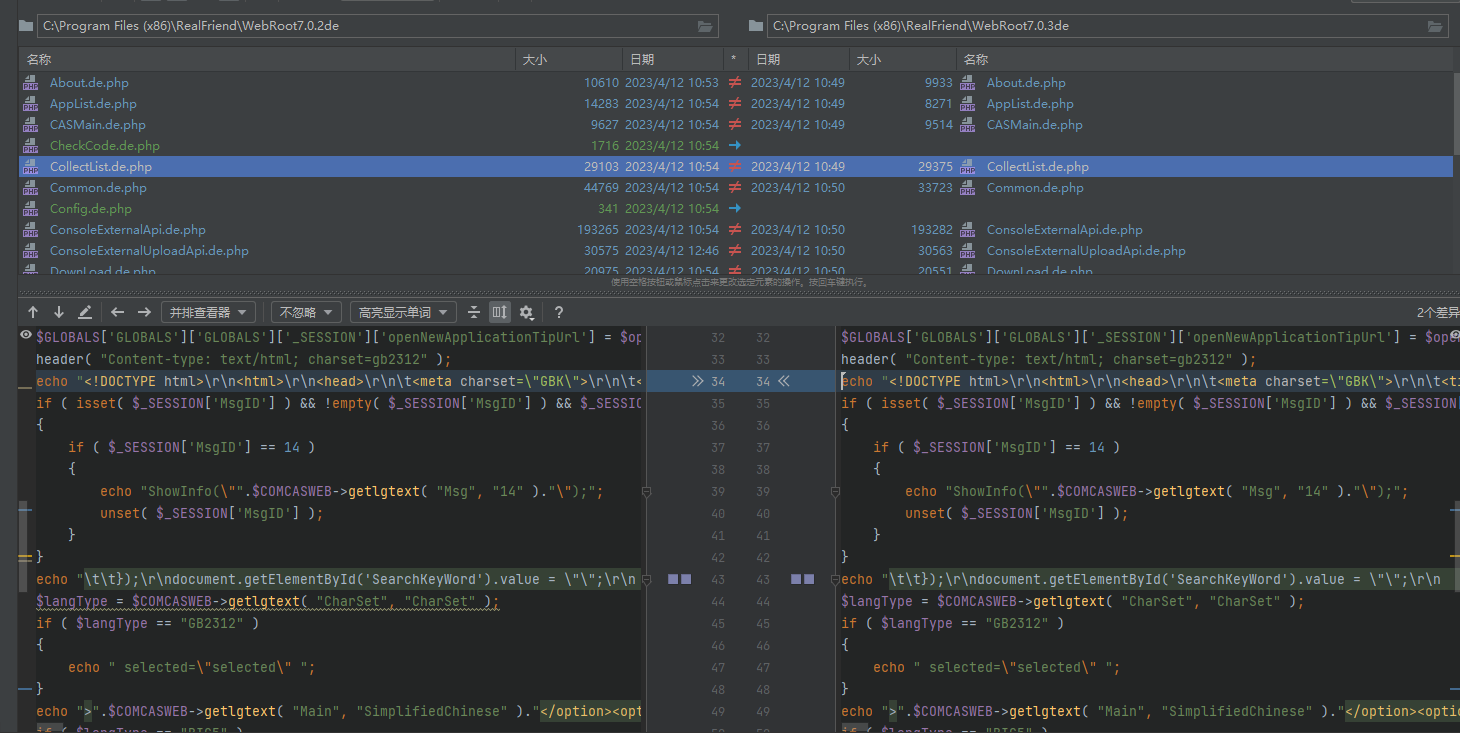 C:\Program Files (x86)\RealFriend\WebRoot7.0.2de C:\Program Files (x86)\RealFriend\WebRoot7.0.3de
名称 大小 日期 * 日期 大小 名称
About.de.php 10610 2023/4/12 10:53 ≠ 2023/4/12 10:49 9933 About.de.php
AppList.de.php 14283 2023/4/12 10:54 ≠ 2023/4/12 10:49 8271 AppList.de.php
CASMain.de.php 9627 2023/4/12 10:54 ≠ 2023/4/12 10:49 9514 CASMain.de.php
CheckCode.de.php 1716 2023/4/12 10:54
CollectList.de.php 29103 2023/4/12 10:54 ≠ 2023/4/12 10:49 29375 CollectList.de.php
Common.de.php 44769 2023/4/12 10:54 ≠ 2023/4/12 10:50 33723 Common.de.php
Config.de.php 341 2023/4/12 10:54
ConsoleExternalApi.de.php 193265 2023/4/12 10:54 ≠ 2023/4/12 10:50 193282 ConsoleExternalApi.de.php
ConsoleExternalUploadApi.de.php 30575 2023/4/12 12:46 ≠ 2023/4/12 10:50 30563 ConsoleExternalUploadApi.de.php
DownLoad.de.php 20975 2023/4/12 10:54 ≠ 2023/4/12 10:50 20551 DownLoad.de.php
使用空格按钮或鼠标点击来更改选定元素的操作。按回车键执行。
并排查看器 不忽略 高亮显示单词 ? 2个差异
$GLOBALS['GLOBALS']['GLOBALS']['_SESSION']['openNewApplicationTipUrl'] = $op 32 32 $GLOBALS['GLOBALS']['GLOBALS']['_SESSION']['openNewApplicationTipUrl'] = $ope
header( "Content-type: text/html; charset=gb2312" ); 33 33 header( "Content-type: text/html; charset=gb2312" );
echo "<!DOCTYPE html>\r\n<html>\r\n<head>\r\n\t<meta charset=\"GBK\">\r\n\t< 34 34 echo "<!DOCTYPE html>\r\n<html>\r\n<head>\r\n\t<meta charset=\"GBK\">\r\n\t<ti
if ( isset( $_SESSION['MsgID'] ) && !empty( $_SESSION['MsgID'] ) && $_SESSIO 35 35 if ( isset( $_SESSION['MsgID'] ) && !empty( $_SESSION['MsgID'] ) && $_SESSION
{ 36 36 {
if ( $_SESSION['MsgID'] == 14 ) 37 37 if ( $_SESSION['MsgID'] == 14 )
{ 38 38 {
echo "ShowInfo(\"".$COMCASWEB->getlgtext( "Msg", "14" )."\");"; 39 39 echo "ShowInfo(\"".$COMCASWEB->getlgtext( "Msg", "14" )."\");";
unset( $_SESSION['MsgID'] ); 40 40 unset( $_SESSION['MsgID'] );
} 41 41 }
} 42 42 }
echo "\t\t});\r\ndocument.getElementById('SearchKeyWord').value = \"\";\r\n 43 43 echo "\t\t});\r\ndocument.getElementById('SearchKeyWord').value = \"\";\r\n
$langType = $COMCASWEB->getlgtext( "CharSet", "CharSet" ); 44 44 $langType = $COMCASWEB->getlgtext( "CharSet", "CharSet" );
if ( $langType == "GB2312" ) 45 45 if ( $langType == "GB2312" )
{ 46 46 {
echo " selected=\"selected\" "; 47 47 echo " selected=\"selected\" ";
} 48 48 }
echo ">".$COMCASWEB->getlgtext( "Main", "SimplifiedChinese" )."</option><opt 49 49 echo ">".$COMCASWEB->getlgtext( "Main", "SimplifiedChinese" )."</option><optio